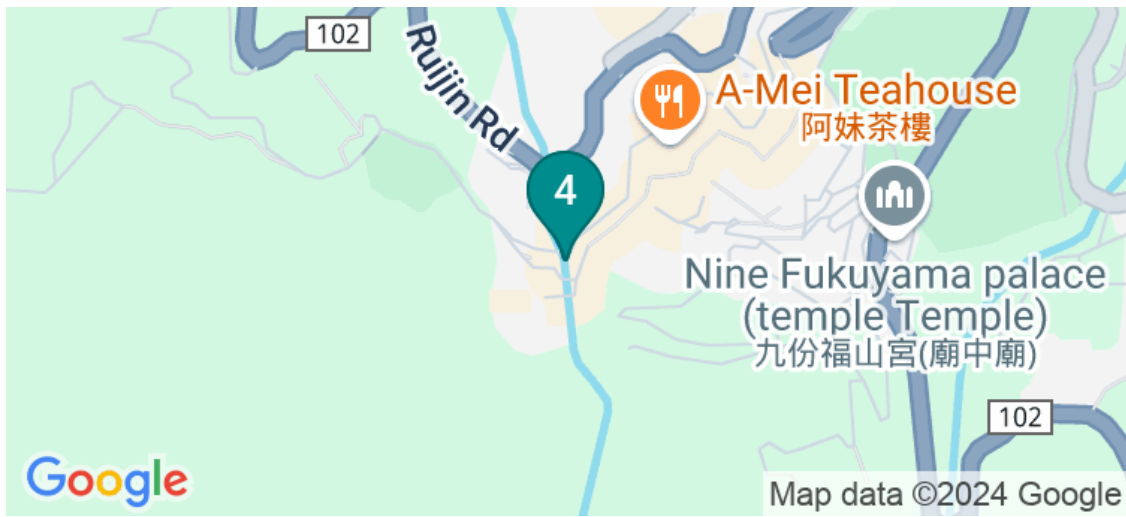 102
Ruijin Rd
A-Mei Teahouse
阿妹茶樓
4
Nine Fukuyama palace
(temple Temple)
九份福山宮(廟中廟)
102
Google
Map data ©2024 Google